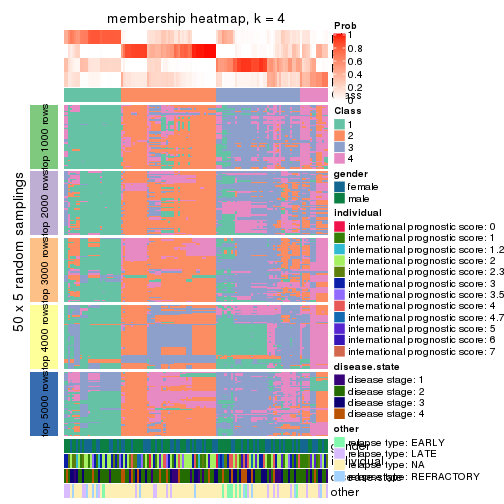 membership heatmap, k = 4
50 x 5 random samplings
top 1000 rows
top 2000 rows
top 3000 rows
top 4000 rows
top 5000 rows
Prob
1
0.8
0.6
0.4
0.2
0
Class
Class
1
2
3
4
gender
female
male
individual
international prognostic score: 0
international prognostic score: 1
international prognostic score: 1.2
international prognostic score: 2
international prognostic score: 2.3
international prognostic score: 3
international prognostic score: 3.5
international prognostic score: 4
international prognostic score: 4.7
international prognostic score: 5
international prognostic score: 6
international prognostic score: 7
disease.state
disease stage: 1
disease stage: 2
disease stage: 3
disease stage: 4
other
relapse type: EARLY
relapse type: LATE
relapse type: NA
relapse type: REFRACTORY
gender
individual
disease.state
other